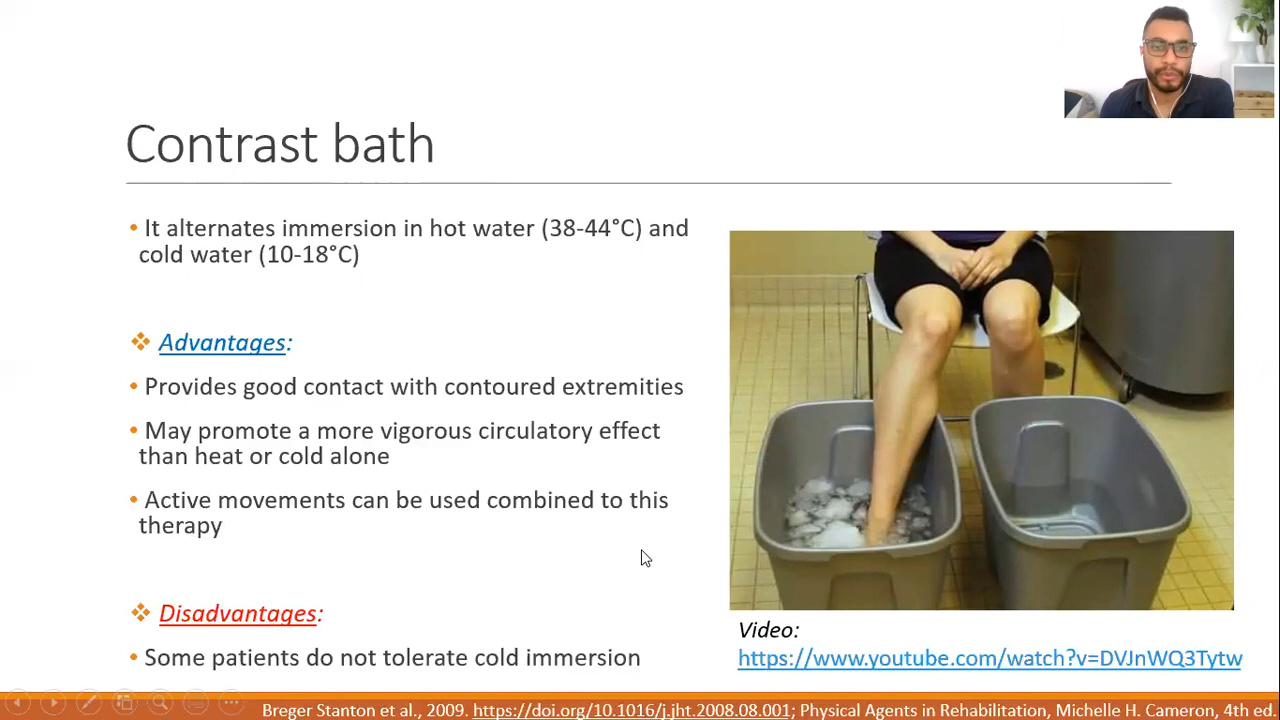 Contrast bath
• It alternates immersion in hot water (38-44°C) and
cold water (10-18°C)
❖ Advantages:
• Provides good contact with contoured extremities
• May promote a more vigorous circulatory effect
than heat or cold alone
• Active movements can be used combined to this
therapy
❖ Disadvantages:
• Some patients do not tolerate cold immersion
Video:
https://www.youtube.com/watch?v=DVJnWQ3Tytw
Breger Stanton et al., 2009. https://doi.org/10.1016/j.jht.2008.08.001; Physical Agents in Rehabilitation, Michelle H. Cameron, 4th ed